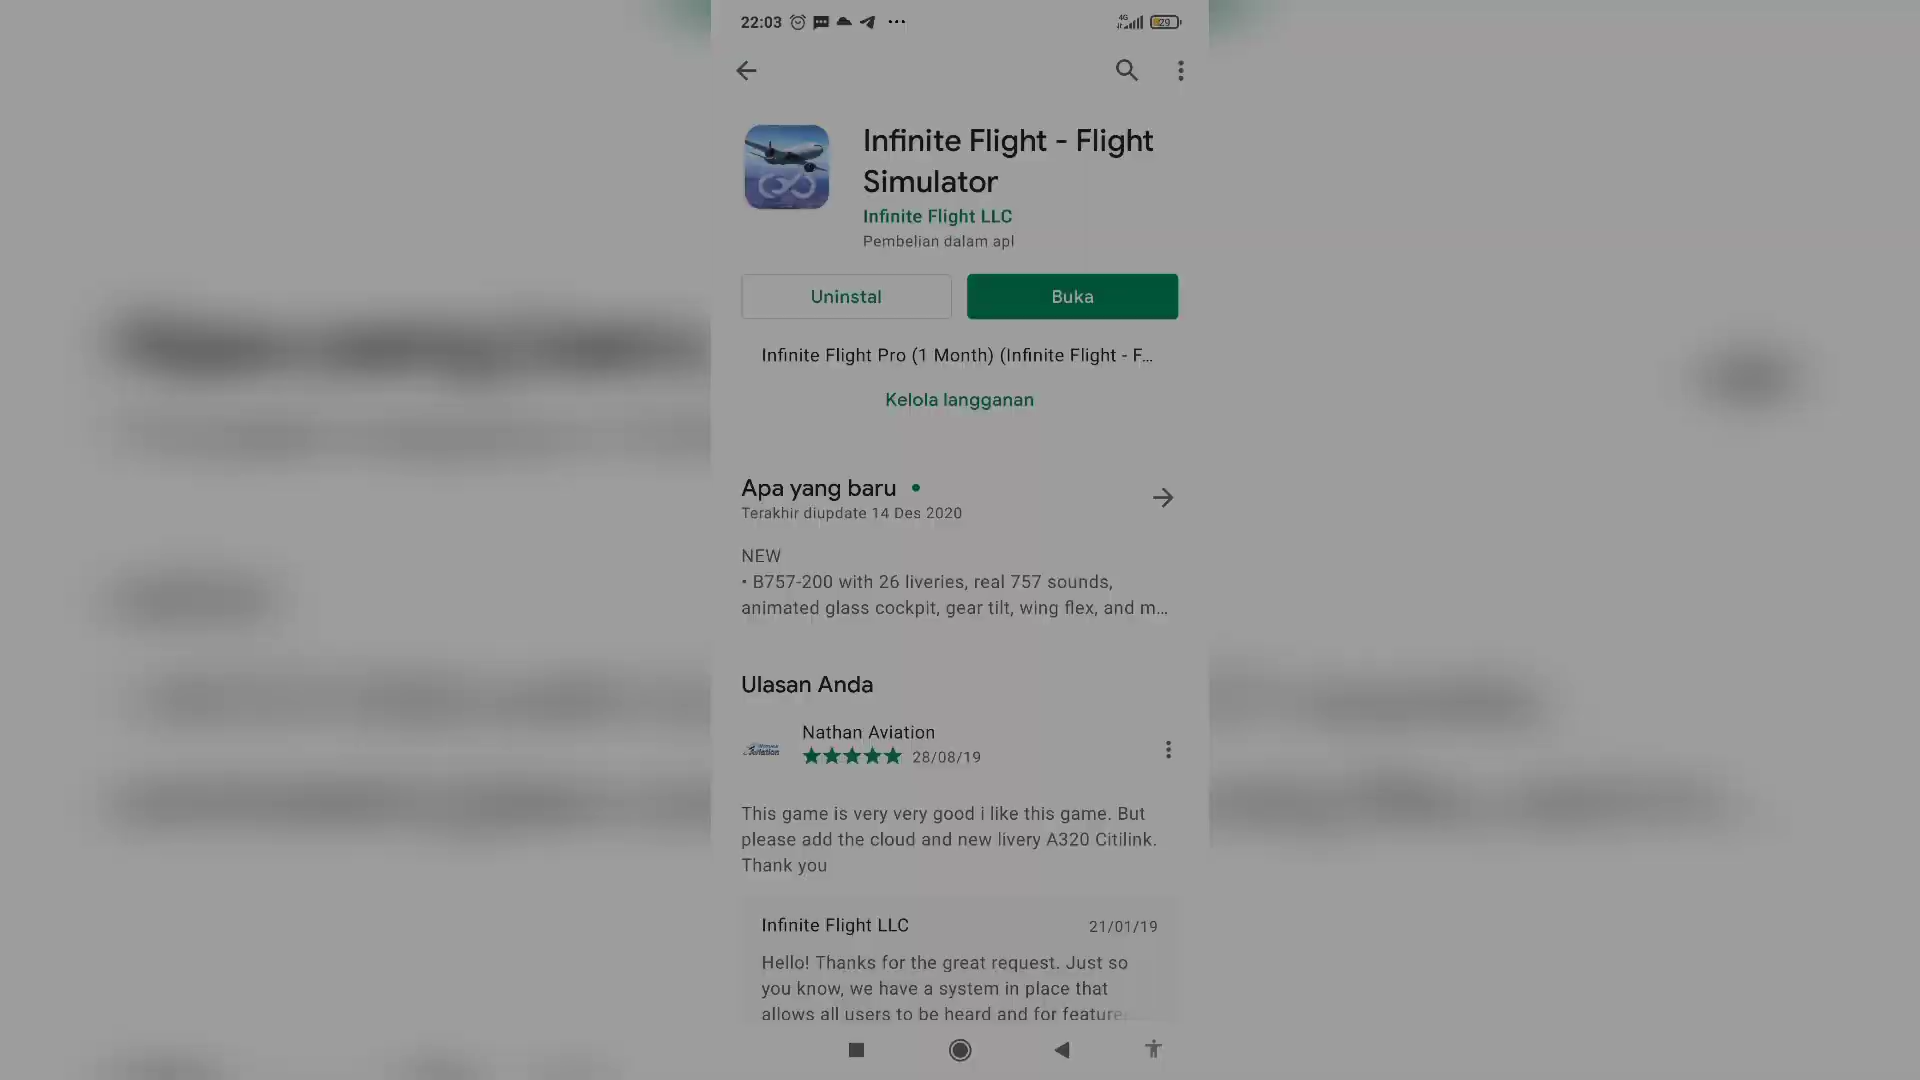 22:03
4G
29
Infinite Flight - Flight
Simulator
Infinite Flight LLC
Pembelian dalam apl
Uninstal
Buka
Infinite Flight Pro (1 Month) (Infinite Flight - F...
Kelola langganan
Apa yang baru
Terakhir diupdate 14 Des 2020
NEW
• B757-200 with 26 liveries, real 757 sounds,
animated glass cockpit, gear tilt, wing flex, and m...
Ulasan Anda
Nathan Aviation
Aviation
28/08/19
This game is very very good i like this game. But
please add the cloud and new livery A320 Citilink.
Thank you
Infinite Flight LLC
21/01/19
Hello! Thanks for the great request. Just so
you know, we have a system in place that
allows all users to be heard and for feature